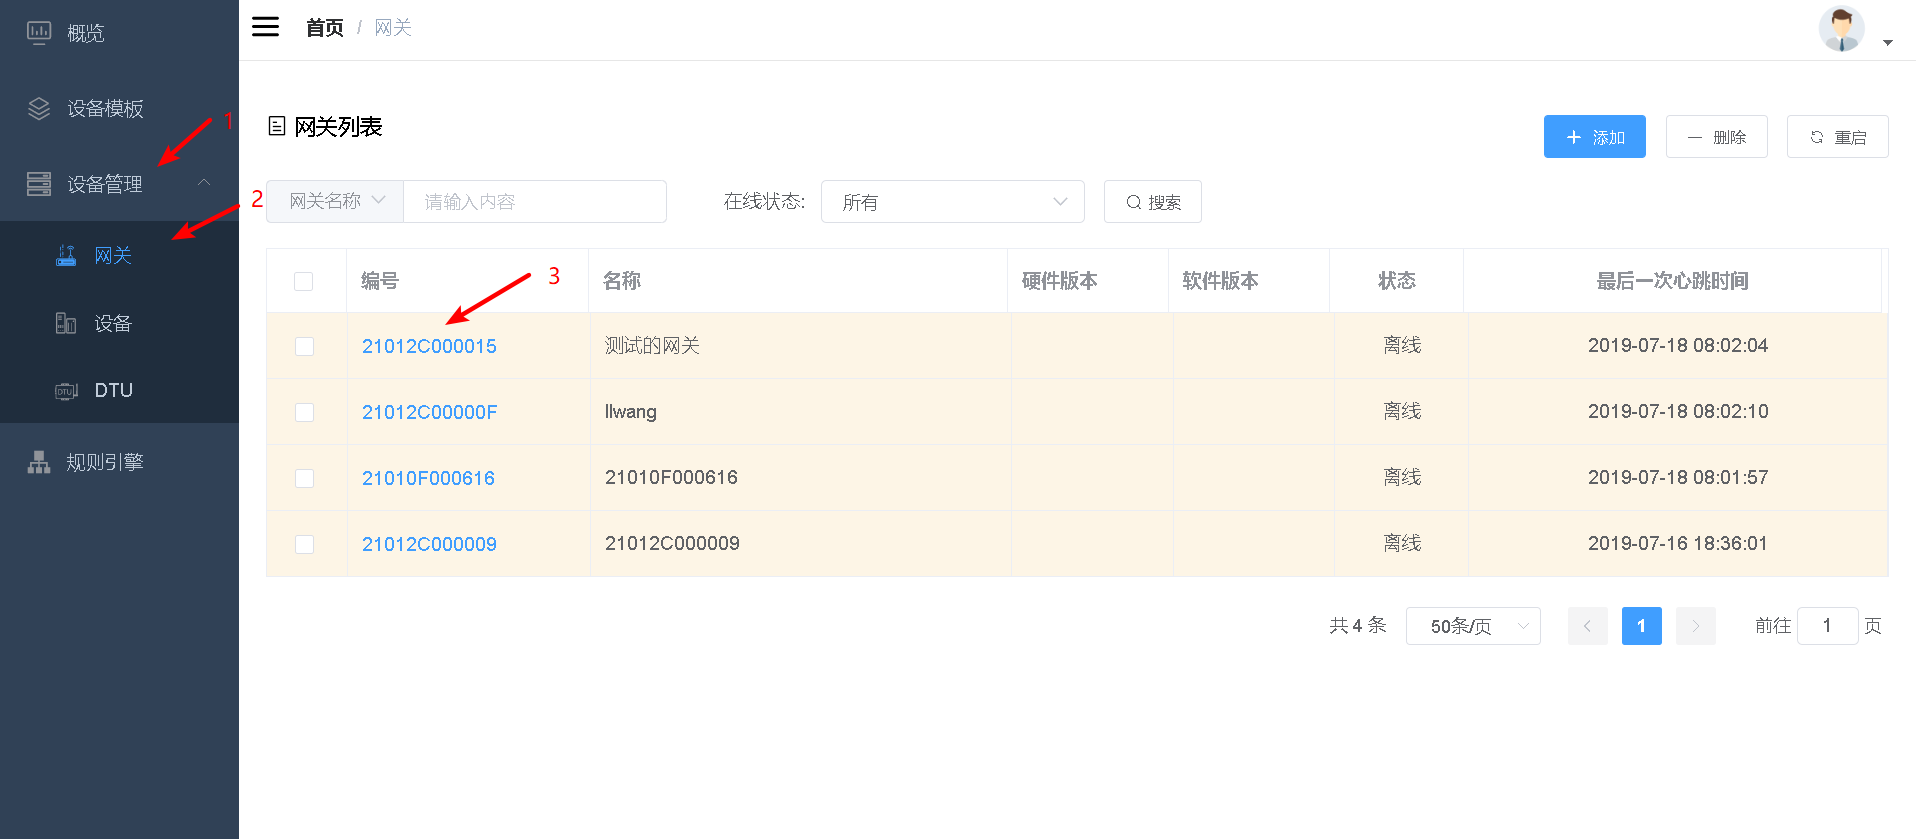 概览
设备模板
1
设备管理
2
网关
设备
DTU
规则引擎
首页 / 网关
网关列表
添加
删除
重启
网关名称 请输入内容
在线状态: 所有
搜索
编号 名称 硬件版本 软件版本 状态 最后一次心跳时间
3
21012C000015 测试的网关 离线 2019-07-18 08:02:04
21012C00000F llwang 离线 2019-07-18 08:02:10
21010F000616 21010F000616 离线 2019-07-18 08:01:57
21012C000009 21012C000009 离线 2019-07-16 18:36:01
共 4 条 50条/页 1 前往 1 页